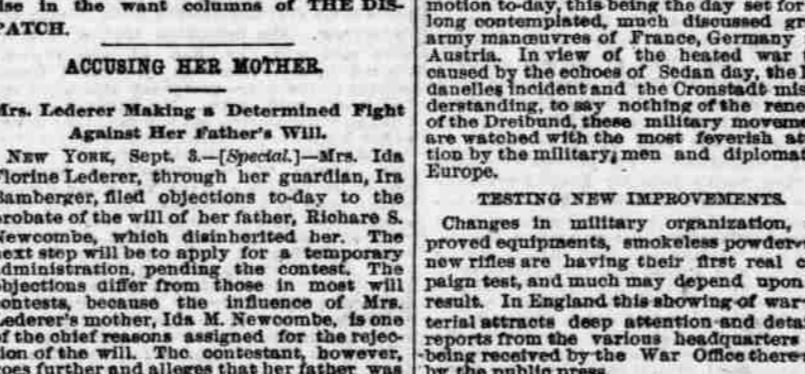 ise in the want columns of THE DIS-
PATCH.
ACCUSING HER MOTHER.
Mrs. Lederer Making a Determined Fight
Against Her Father's Will.
NEW YORK, Sept. 3.—[Special.]—Mrs. Ida
Florine Lederer, through her guardian, Ira
Bamberger, filed objections to-day to the
probate of the will of her father, Richare S.
Newcombe, which disinherited her. The
next step will be to apply for a temporary
administration, pending the contest. The
objections differ from those in most will
contests, because the influence of Mrs.
Lederer's mother, Ida M. Newcombe, is one
of the chief reasons assigned for the rejec-
tion of the will. The contestant, however,
goes further and alleges that her father was
motion to-day, this being the day set for
long contemplated, much discussed gr
army manœuvres of France, Germany
Austria. In view of the heated war
caused by the echoes of Sedan day, the
danelles incident and the Cronstadt mis
derstanding, to say nothing of the rene
of the Dreibund, these military moveme
are watched with the most feverish at
tion by the military men and diploma
Europe.
TESTING NEW IMPROVEMENTS.
Changes in military organization,
proved equipments, smokeless powder
new rifles are having their first real c
paign test, and much may depend upon
result. In England this showing of war
terial attracts deep attention and deta
reports from the various headquarters
being received by the War Office there
by the public press.